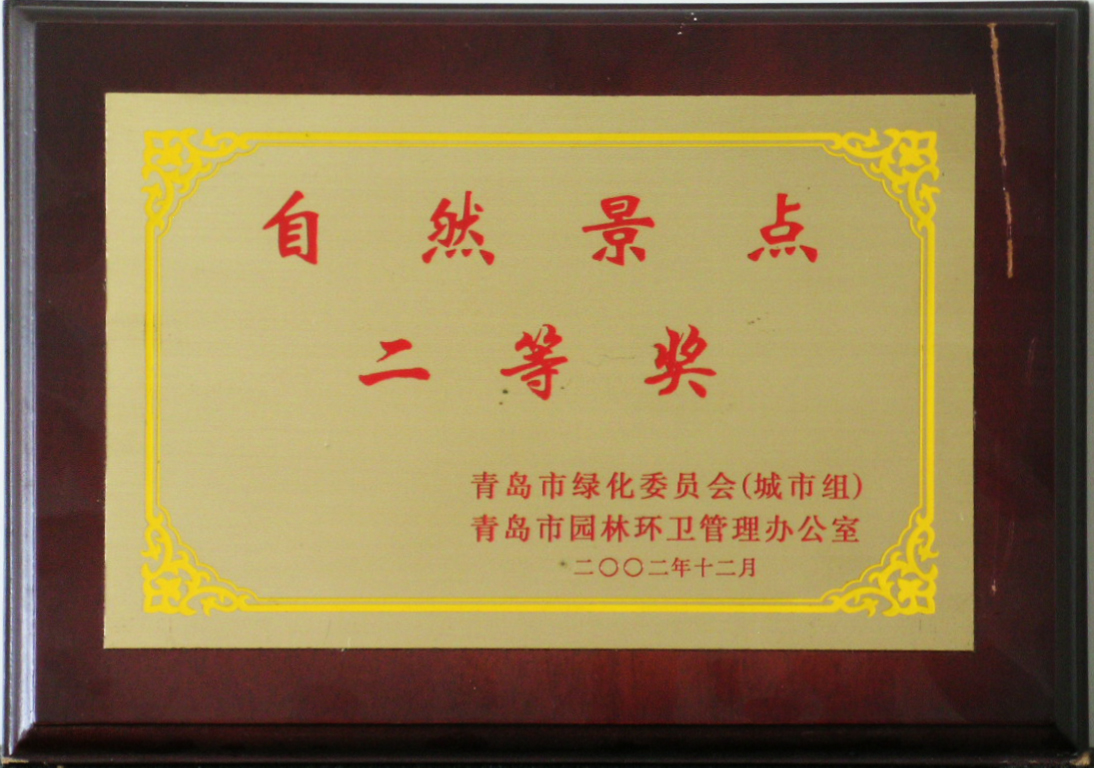 自然景点
二等奖
青岛市绿化委员会(城市组)
青岛市园林环卫管理办公室
二〇〇二年十二月